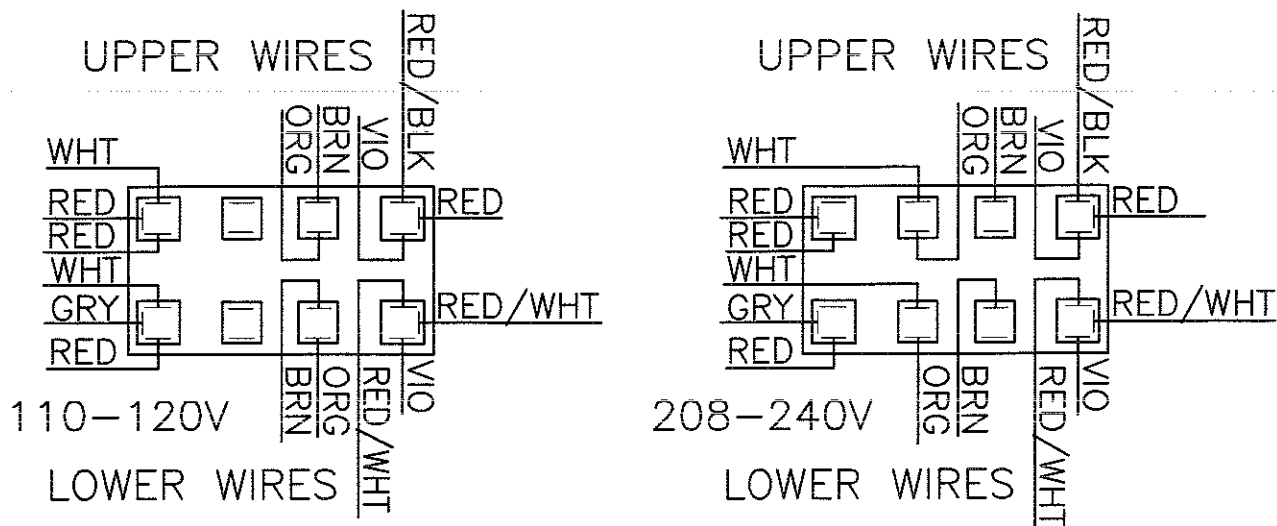 UPPER WIRES
RED/BLK
ORG
BRN
VIO
WHT
RED
RED
RED
WHT
GRY
RED/WHT
RED
BRN
ORG
RED/WHT
VIO
110-120V
LOWER WIRES
UPPER WIRES
RED/BLK
ORG
BRN
VIO
WHT
RED
RED
RED
WHT
GRY
RED/WHT
RED
ORG
BRN
RED/WHT
VIO
208-240V
LOWER WIRES